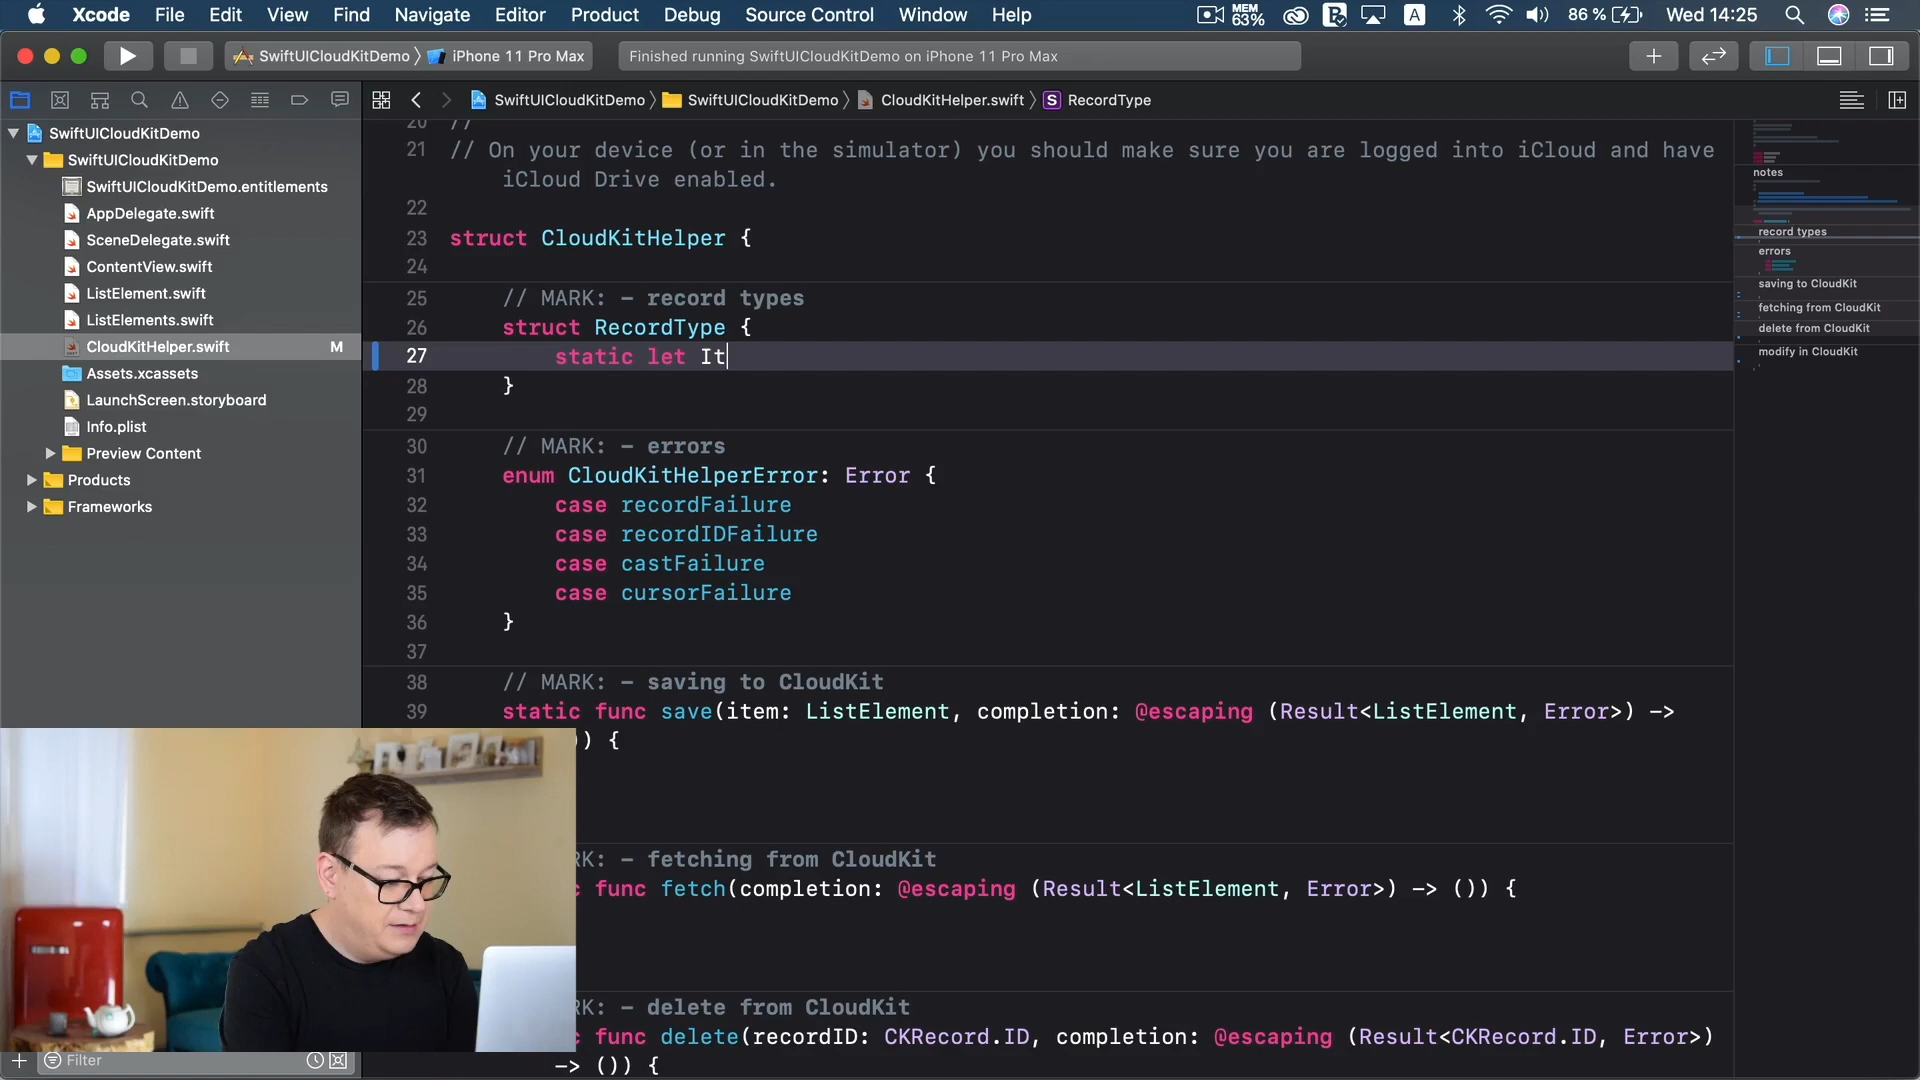 Xcode File Edit View Find Navigate Editor Product Debug Source Control Window Help MEM 63% A 86 % Wed 14:25
SwiftUICloudKitDemo iPhone 11 Pro Max Finished running SwiftUICloudKitDemo on iPhone 11 Pro Max
SwiftUICloudKitDemo SwiftUICloudKitDemo CloudKitHelper.swift S RecordType
SwiftUICloudKitDemo
SwiftUICloudKitDemo
SwiftUICloudKitDemo.entitlements
AppDelegate.swift
SceneDelegate.swift
ContentView.swift
ListElement.swift
ListElements.swift
CloudKitHelper.swift M
Assets.xcassets
LaunchScreen.storyboard
Info.plist
Preview Content
Products
Frameworks
Filter
20 //
21 // On your device (or in the simulator) you should make sure you are logged into iCloud and have
iCloud Drive enabled.
22
23 struct CloudKitHelper {
24
25 // MARK: - record types
26 struct RecordType {
27 static let It
28 }
29
30 // MARK: - errors
31 enum CloudKitHelperError: Error {
32 case recordFailure
33 case recordIDFailure
34 case castFailure
35 case cursorFailure
36 }
37
38 // MARK: - saving to CloudKit
39 static func save(item: ListElement, completion: @escaping (Result<ListElement, Error>) ->
) {
RK: - fetching from CloudKit
c func fetch(completion: @escaping (Result<ListElement, Error>) -> ()) {
RK: - delete from CloudKit
c func delete(recordID: CKRecord.ID, completion: @escaping (Result<CKRecord.ID, Error>)
-> ()) {
notes
record types
errors
saving to CloudKit
fetching from CloudKit
delete from CloudKit
modify in CloudKit